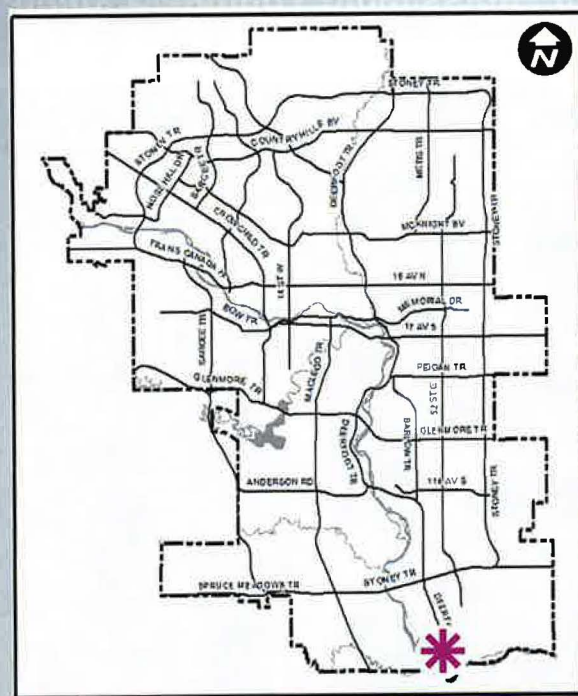 N
STONEY TR
COUNTRY HILLS BV
STONEY TR
NOSE HILL DR
SARCEE TR
DEERFOOT TR
METIS TR
CROWCHILD TR
MCKNIGHT BV
STONEY TR
TRANS CANADA H
14 ST W
16 AV N
BOW TR
MEMORIAL DR
17 AV S
SARCEE TR
MACLEOD TR
PEIGAN TR
52 ST E
GLENMORE TR
GLENMORE TR
BARLOW TR
DEERFOOT TR
ANDERSON RD
114 AV S
STONEY TR
STONEY TR
SPRUCE MEADOWS TR
DEERF